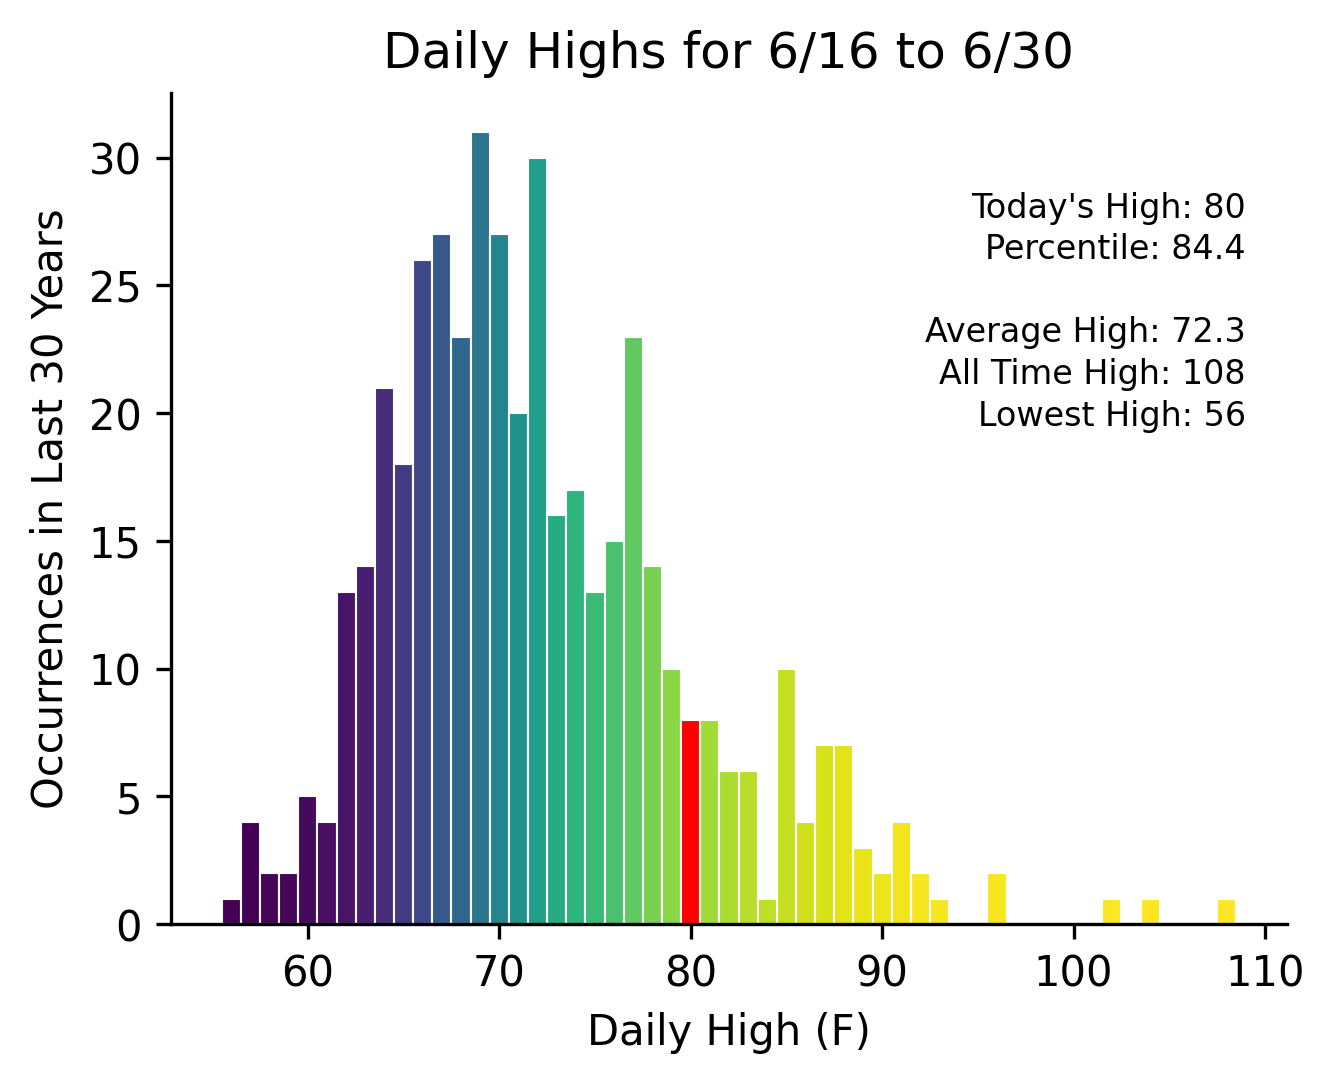 Daily Highs for 6/16 to 6/30
30
25
20
15
10
5
0
Occurrences in Last 30 Years
Today's High: 80
Percentile: 84.4
Average High: 72.3
All Time High: 108
Lowest High: 56
60 70 80 90 100 110
Daily High (F)